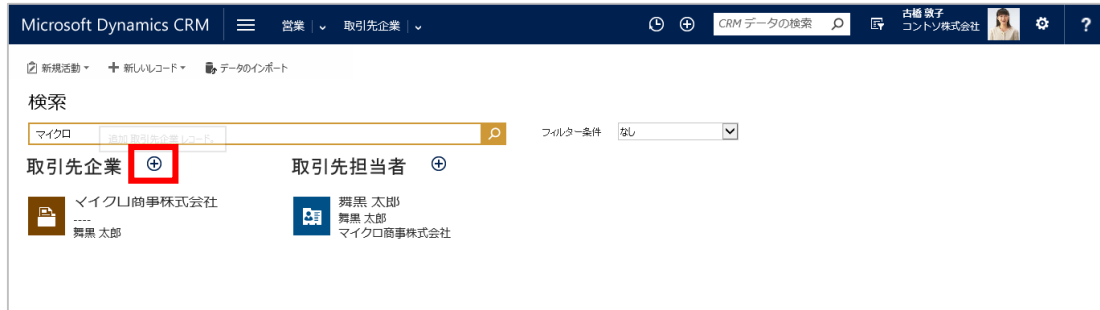 Microsoft Dynamics CRM 営業 取引先企業 CRM データの検索 古橋 敦子
コントソ株式会社 ?
新規活動 新しいレコード データのインポート
検索
マイクロ フィルター条件 なし
追加 取引先企業 レコード。
取引先企業 取引先担当者
マイクロ商事株式会社 舞黒 太郎
---- 舞黒 太郎
舞黒 太郎 マイクロ商事株式会社